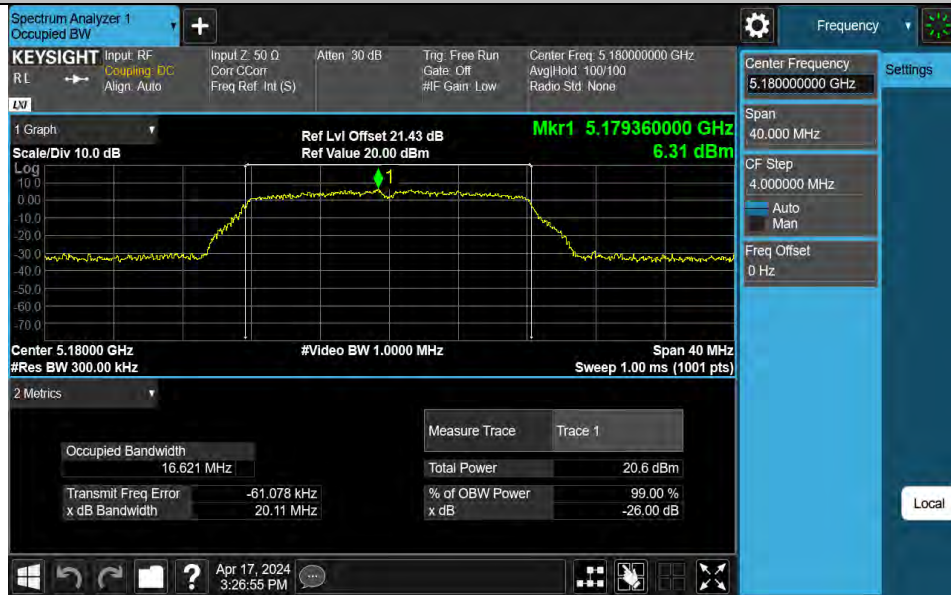 Spectrum Analyzer 1
Occupied BW
+
Frequency
KEYSIGHT
RL
LXI
Input: RF
Coupling: DC
Align: Auto
Input Z: 50 Ω
Corr CCorr
Freq Ref: Int (S)
Atten: 30 dB
Trig: Free Run
Gate: Off
#IF Gain: Low
Center Freq: 5.180000000 GHz
Avg|Hold: 100/100
Radio Std: None
Center Frequency
5.180000000 GHz
Settings
Span
40.000 MHz
CF Step
4.000000 MHz
Auto
Man
Freq Offset
0 Hz
Local
1 Graph
Scale/Div 10.0 dB
Ref Lvl Offset 21.43 dB
Ref Value 20.00 dBm
Mkr1 5.179360000 GHz
6.31 dBm
Log
10.0
0.00
-10.0
-20.0
-30.0
-40.0
-50.0
-60.0
-70.0
1
Center 5.18000 GHz
#Res BW 300.00 kHz
#Video BW 1.0000 MHz
Span 40 MHz
Sweep 1.00 ms (1001 pts)
2 Metrics
Measure Trace Trace 1
Occupied Bandwidth
16.621 MHz
Total Power 20.6 dBm
Transmit Freq Error -61.078 kHz
% of OBW Power 99.00 %
x dB Bandwidth 20.11 MHz
x dB -26.00 dB
?
Apr 17, 2024
3:26:55 PM